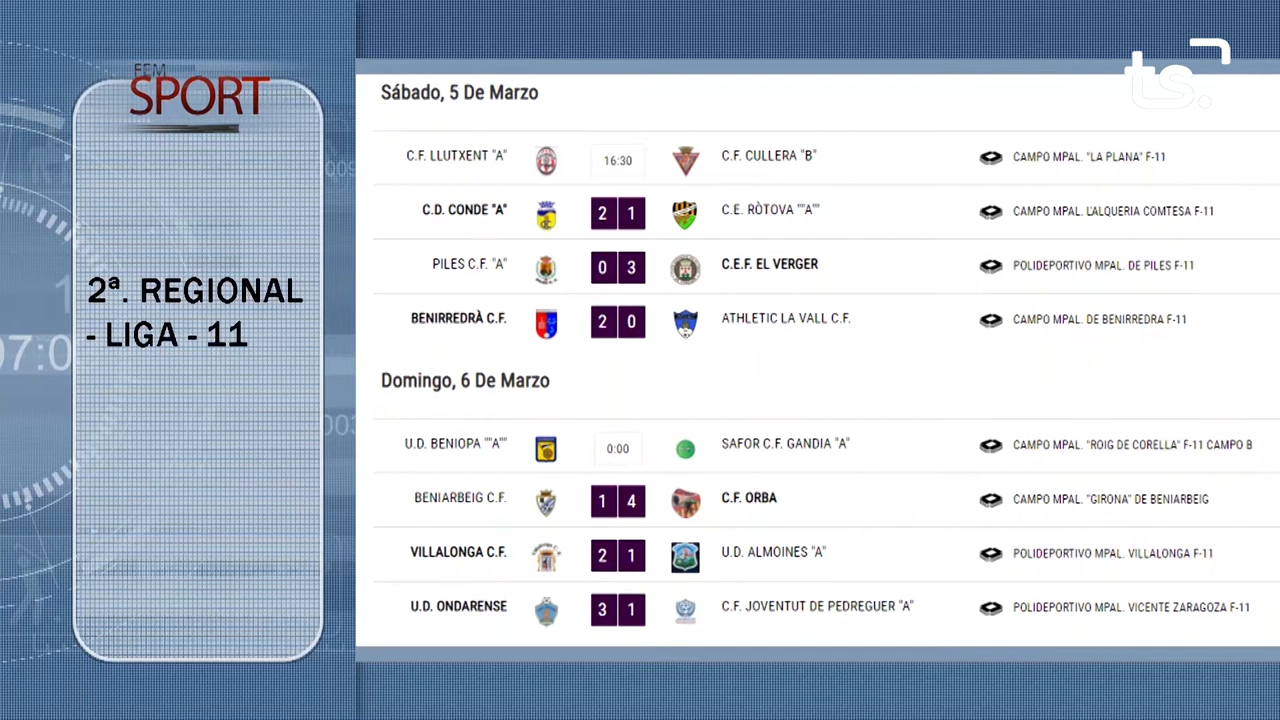 FEM
SPORT
2ª. REGIONAL
- LIGA - 11
ts.
Sábado, 5 De Marzo
C.F. LLUTXENT "A" 16:30 C.F. CULLERA "B" CAMPO MPAL. "LA PLANA" F-11
C.D. CONDE "A" 2 1 C.E. RÒTOVA ""A"" CAMPO MPAL. L'ALQUERIA COMTESA F-11
PILES C.F. "A" 0 3 C.E.F. EL VERGER POLIDEPORTIVO MPAL. DE PILES F-11
BENIRREDRÀ C.F. 2 0 ATHLETIC LA VALL C.F. CAMPO MPAL. DE BENIRREDRA F-11
Domingo, 6 De Marzo
U.D. BENIOPA ""A"" 0:00 SAFOR C.F. GANDIA "A" CAMPO MPAL. "ROIG DE CORELLA" F-11 CAMPO B
BENIARBEIG C.F. 1 4 C.F. ORBA CAMPO MPAL. "GIRONA" DE BENIARBEIG
VILLALONGA C.F. 2 1 U.D. ALMOINES "A" POLIDEPORTIVO MPAL. VILLALONGA F-11
U.D. ONDARENSE 3 1 C.F. JOVENTUT DE PEDREGUER "A" POLIDEPORTIVO MPAL. VICENTE ZARAGOZA F-11